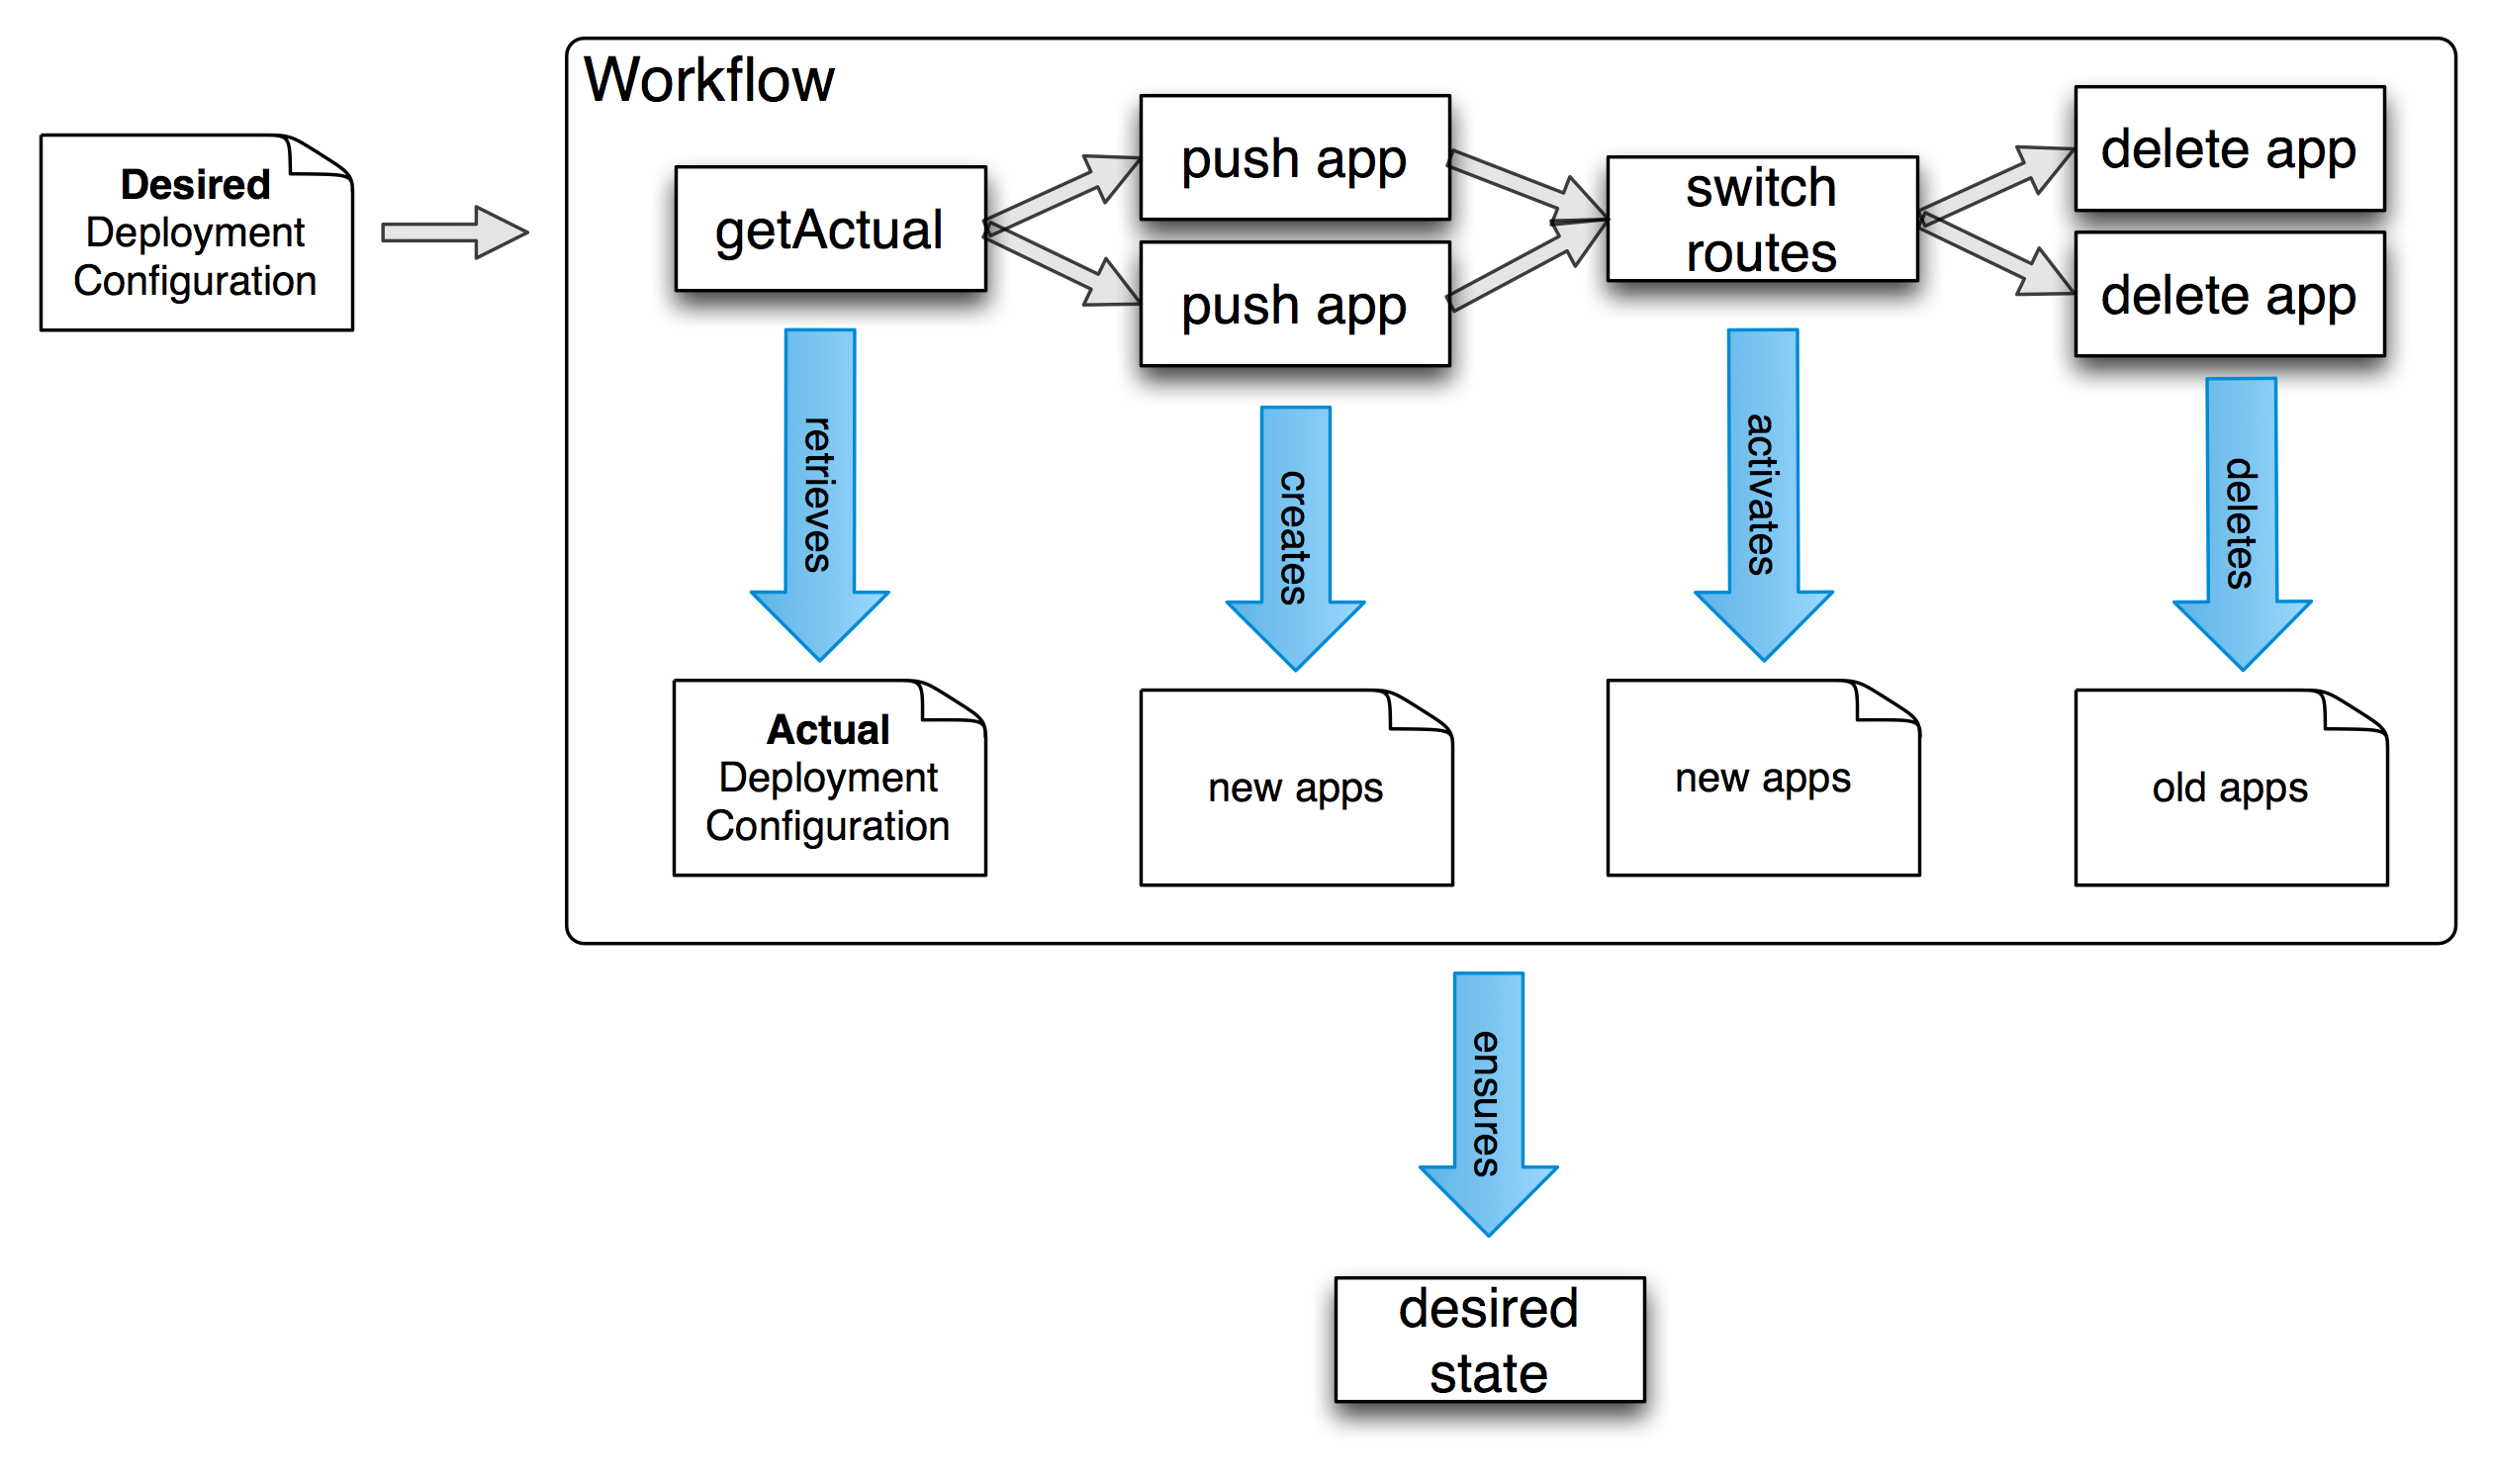 Workflow
Desired
Deployment
Configuration
getActual
push app
push app
switch
routes
delete app
delete app
retrieves
creates
activates
deletes
Actual
Deployment
Configuration
new apps
new apps
old apps
ensures
desired
state